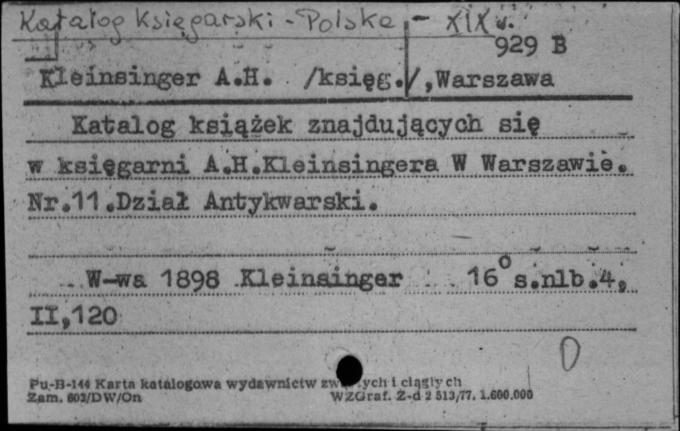 Katalog księgarski - Polska - XIX w.
929 B
Kleinsinger A.H. /księg./,Warszawa
Katalog książek znajdujących się
w księgarni A.H.Kleinsingera W Warszawie.
Nr.11.Dział Antykwarski.
W-wa 1898 Kleinsinger 16° s.nlb.4,
II,120
Pu-B-144 Karta katalogowa wydawnictw i ciągłych
Zam. 603/DW/On WZGraf. Z-d 2 513/77. 1.600.000